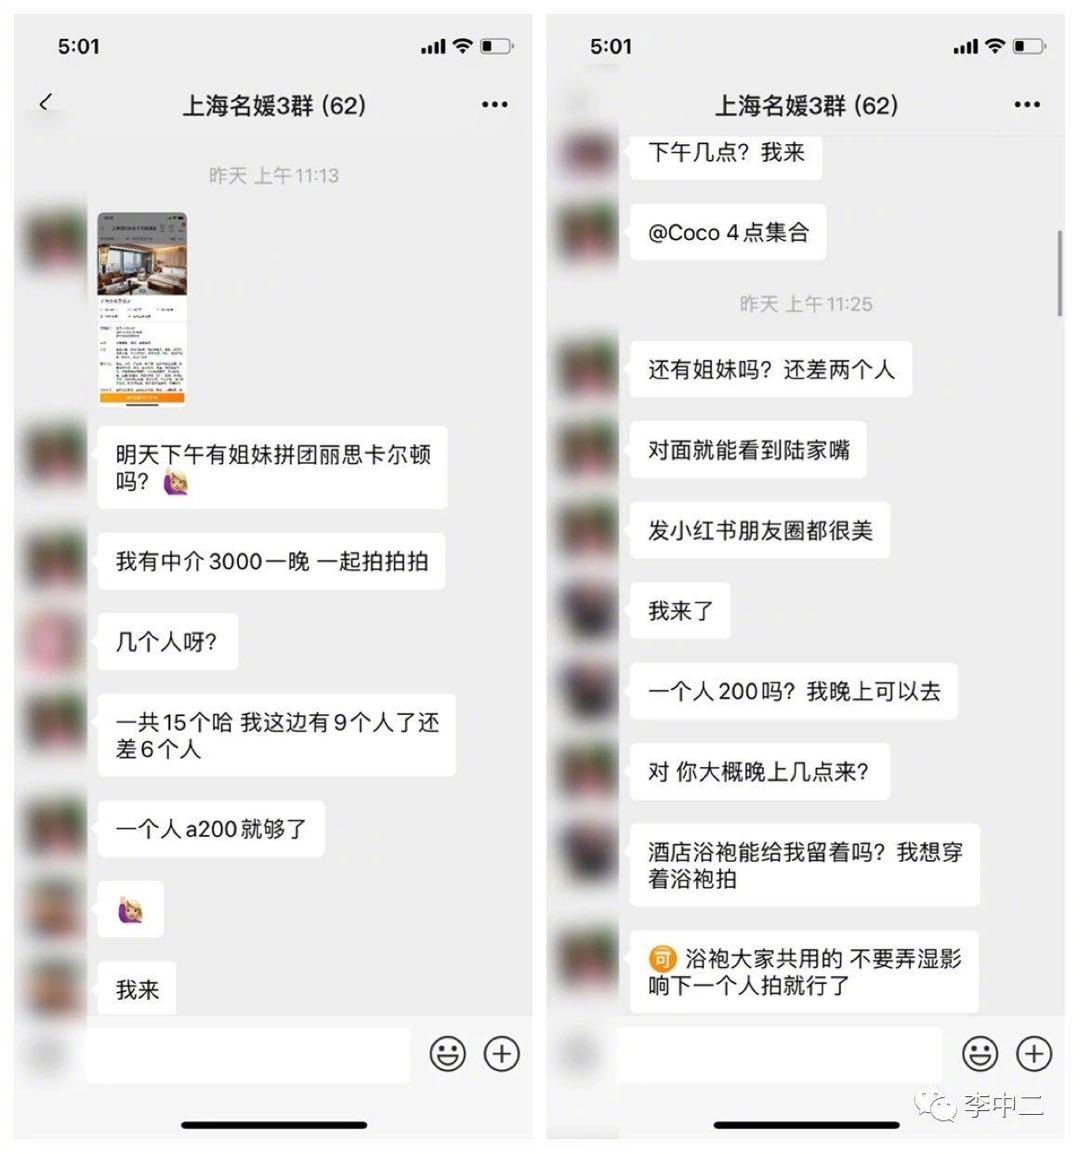 5:01
上海名媛3群 (62)
昨天 上午 11:13
明天下午有姐妹拼团丽思卡尔顿
吗？🙋🏼‍♀️
我有中介3000一晚 一起拍拍拍
几个人呀？
一共15个哈 我这边有9个人了还
差6个人
一个人a200就够了
🙋🏼‍♀️
我来
5:01
上海名媛3群 (62)
下午几点？我来
@Coco 4点集合
昨天 上午 11:25
还有姐妹吗？还差两个人
对面就能看到陆家嘴
发小红书朋友圈都很美
我来了
一个人200吗？我晚上可以去
对 你大概晚上几点来？
酒店浴袍能给我留着吗？我想穿
着浴袍拍
🉑 浴袍大家共用的 不要弄湿影
响下一个人拍就行了
李中二